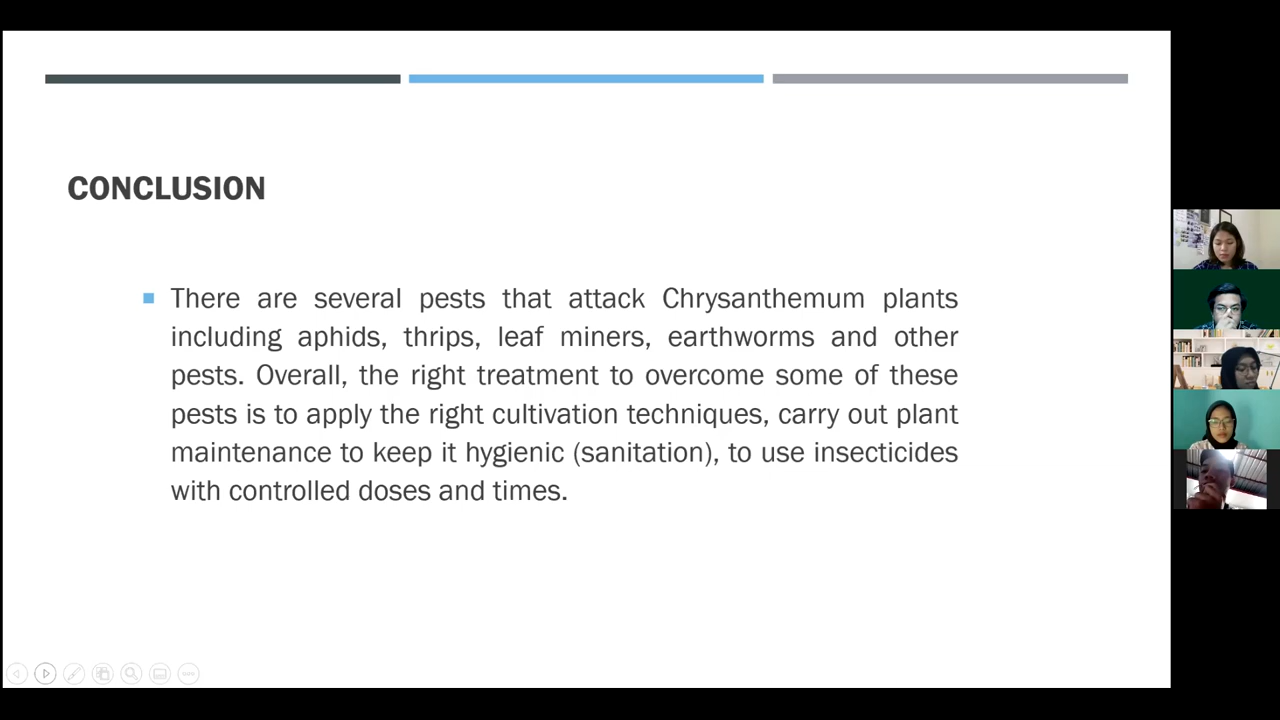 CONCLUSION
There are several pests that attack Chrysanthemum plants
including aphids, thrips, leaf miners, earthworms and other
pests. Overall, the right treatment to overcome some of these
pests is to apply the right cultivation techniques, carry out plant
maintenance to keep it hygienic (sanitation), to use insecticides
with controlled doses and times.